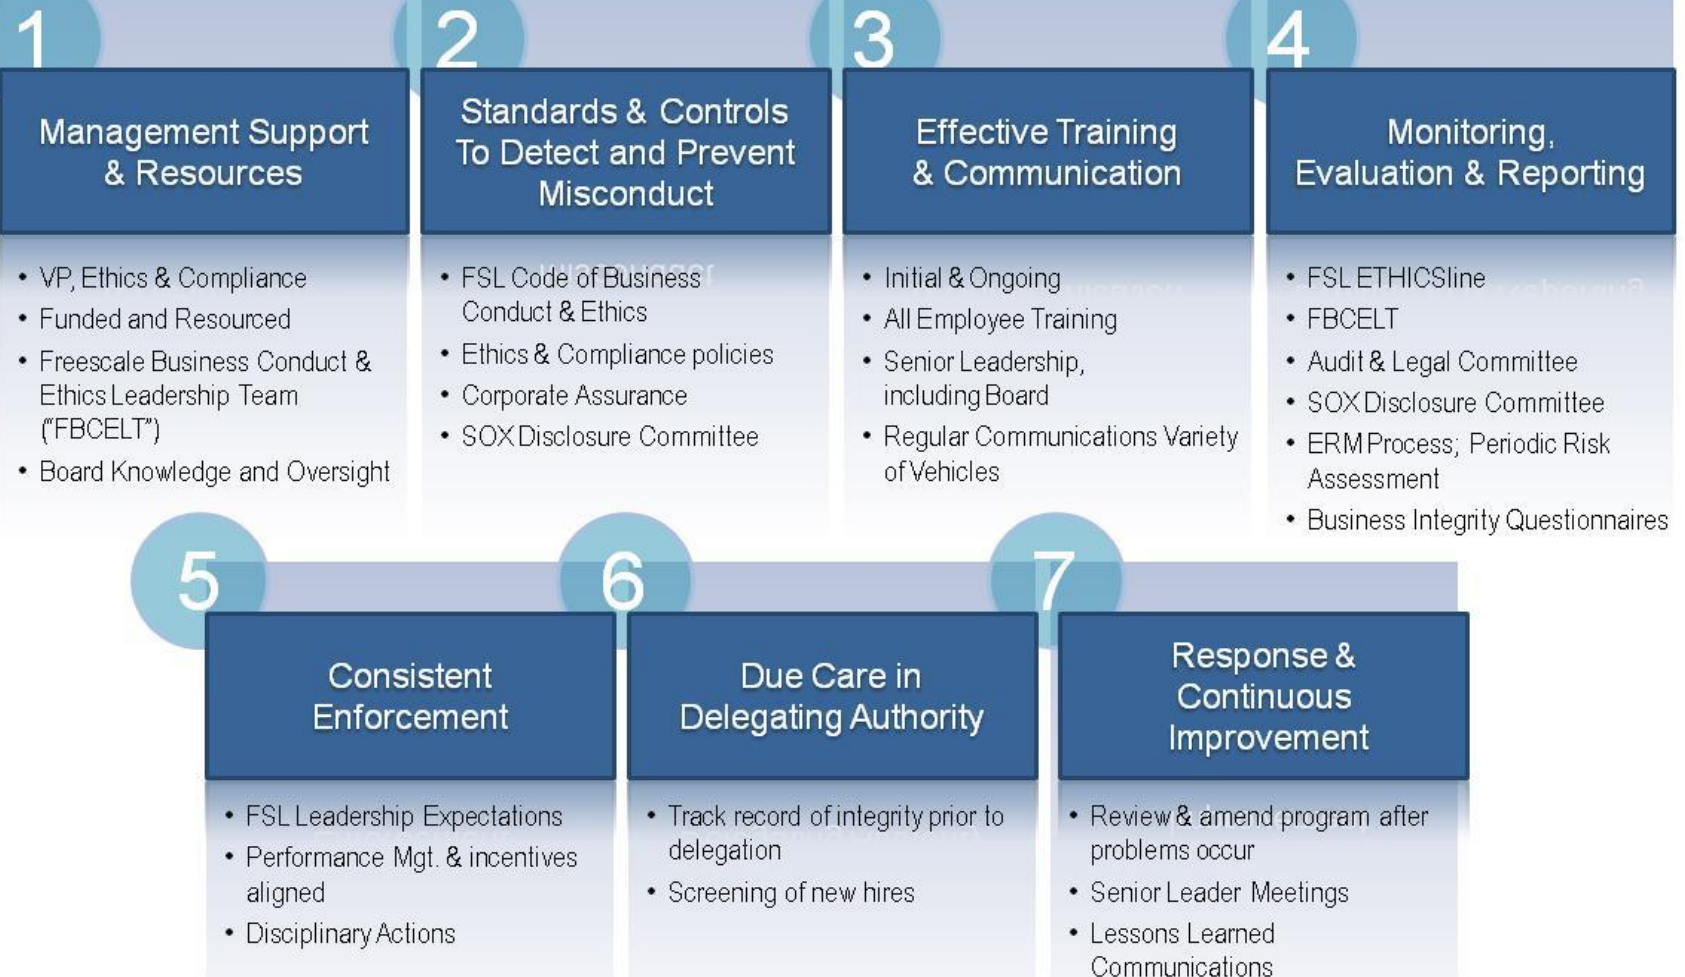 1
Management Support
& Resources
• VP, Ethics & Compliance
• Funded and Resourced
• Freescale Business Conduct &
Ethics Leadership Team
("FBCELT")
• Board Knowledge and Oversight
2
Standards & Controls
To Detect and Prevent
Misconduct
• FSL Code of Business
Conduct & Ethics
• Ethics & Compliance policies
• Corporate Assurance
• SOX Disclosure Committee
3
Effective Training
& Communication
• Initial & Ongoing
• All Employee Training
• Senior Leadership,
including Board
• Regular Communications Variety
of Vehicles
4
Monitoring,
Evaluation & Reporting
• FSL ETHICSline
• FBCELT
• Audit & Legal Committee
• SOX Disclosure Committee
• ERM Process; Periodic Risk
Assessment
• Business Integrity Questionnaires
5
Consistent
Enforcement
• FSL Leadership Expectations
• Performance Mgt. & incentives
aligned
• Disciplinary Actions
6
Due Care in
Delegating Authority
• Track record of integrity prior to
delegation
• Screening of new hires
7
Response &
Continuous
Improvement
• Review & amend program after
problems occur
• Senior Leader Meetings
• Lessons Learned
Communications